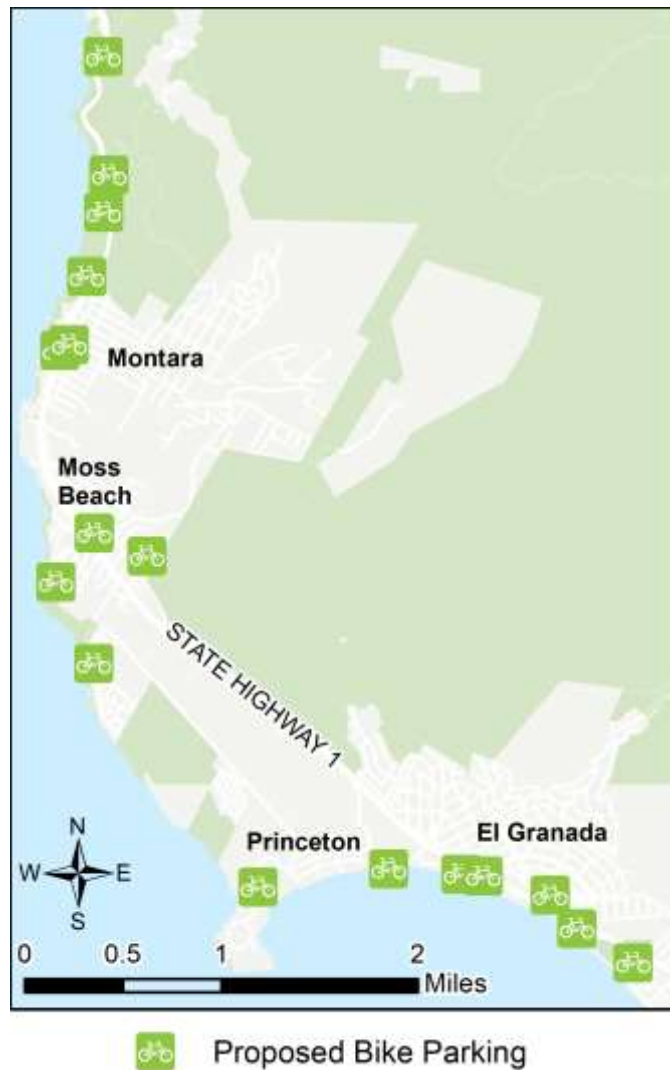 Montara
Moss
Beach
STATE HIGHWAY 1
Princeton
El Granada
N
W
E
S
0
0.5
1
2
Miles
Proposed Bike Parking